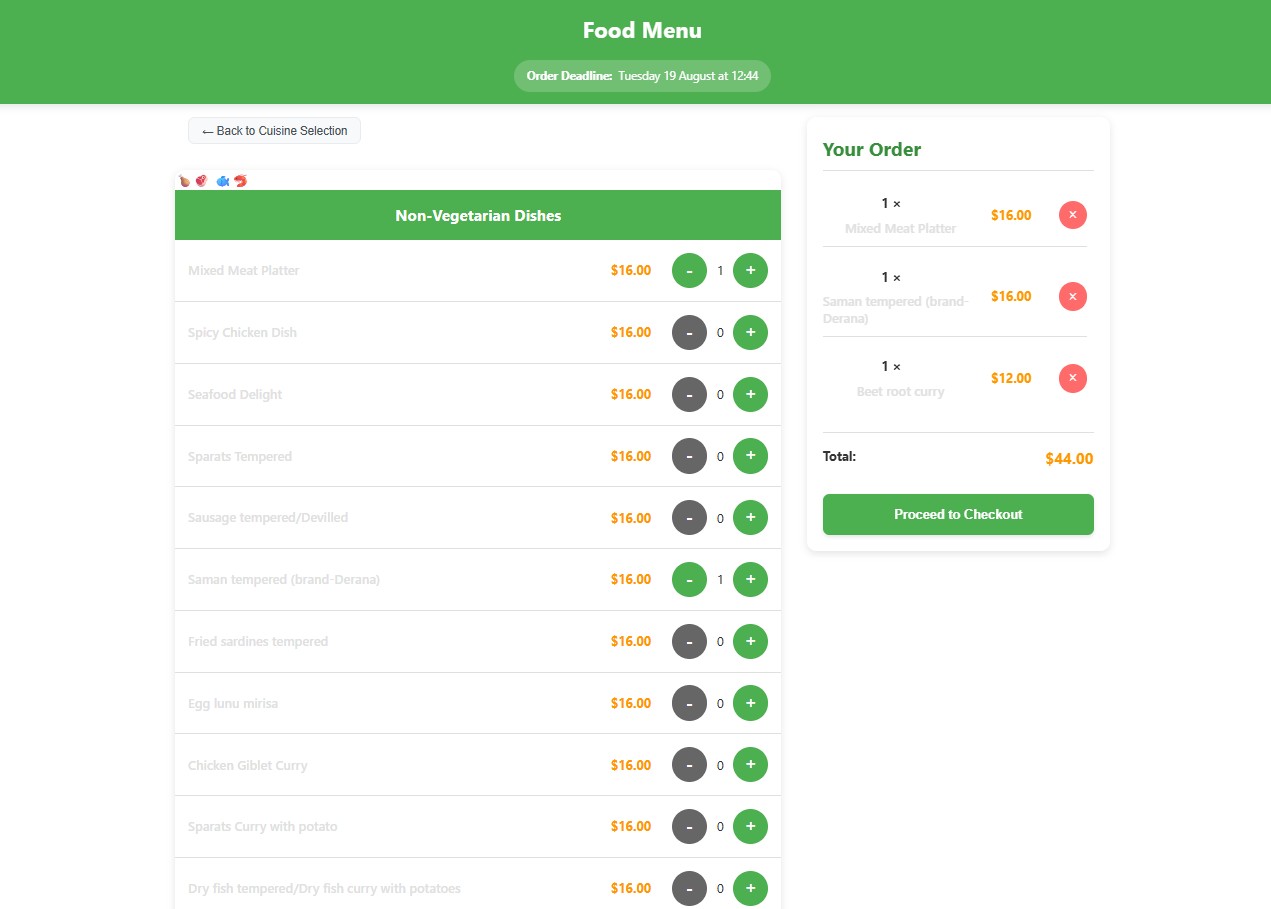 Food Menu
Order Deadline: Tuesday 19 August at 12:44
← Back to Cuisine Selection
Non-Vegetarian Dishes
Mixed Meat Platter $16.00 - 1 +
Spicy Chicken Dish $16.00 - 0 +
Seafood Delight $16.00 - 0 +
Sparats Tempered $16.00 - 0 +
Sausage tempered/Devilled $16.00 - 0 +
Saman tempered (brand-Derana) $16.00 - 1 +
Fried sardines tempered $16.00 - 0 +
Egg lunu mirisa $16.00 - 0 +
Chicken Giblet Curry $16.00 - 0 +
Sparats Curry with potato $16.00 - 0 +
Dry fish tempered/Dry fish curry with potatoes $16.00 - 0 +
Your Order
1 ×
Mixed Meat Platter $16.00 ×
1 ×
Saman tempered (brand-
Derana) $16.00 ×
1 ×
Beet root curry $12.00 ×
Total: $44.00
Proceed to Checkout